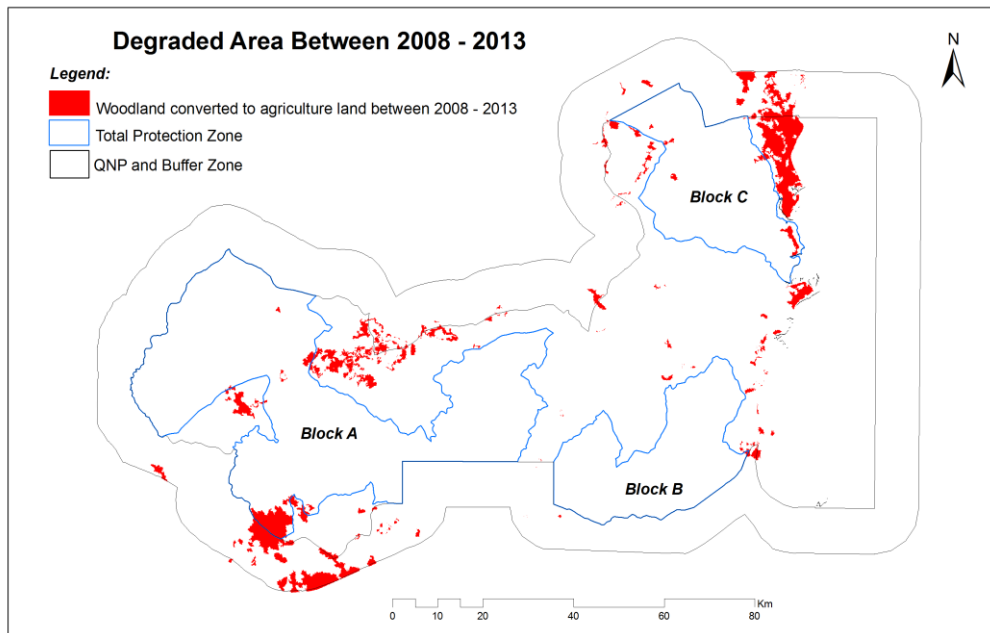 Degraded Area Between 2008 - 2013
N
Legend:
Woodland converted to agriculture land between 2008 - 2013
Total Protection Zone
QNP and Buffer Zone
Block C
Block A
Block B
Km
0 10 20 40 60 80